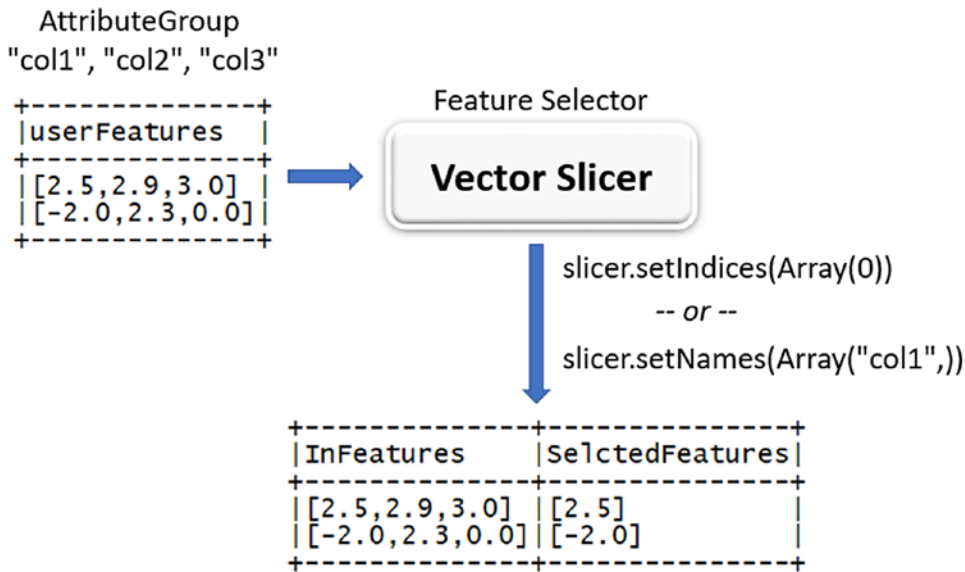 AttributeGroup
"col1", "col2", "col3"
+--------------+
|userFeatures  |
+--------------+
|[2.5,2.9,3.0] |
|[-2.0,2.3,0.0]|
+--------------+
Feature Selector
Vector Slicer
slicer.setIndices(Array(0))
-- or --
slicer.setNames(Array("col1",))
+--------------+---------------+
|InFeatures    |SelctedFeatures|
+--------------+---------------+
|[2.5,2.9,3.0] |[2.5]          |
|[-2.0,2.3,0.0]|[-2.0]         |
+--------------+---------------+